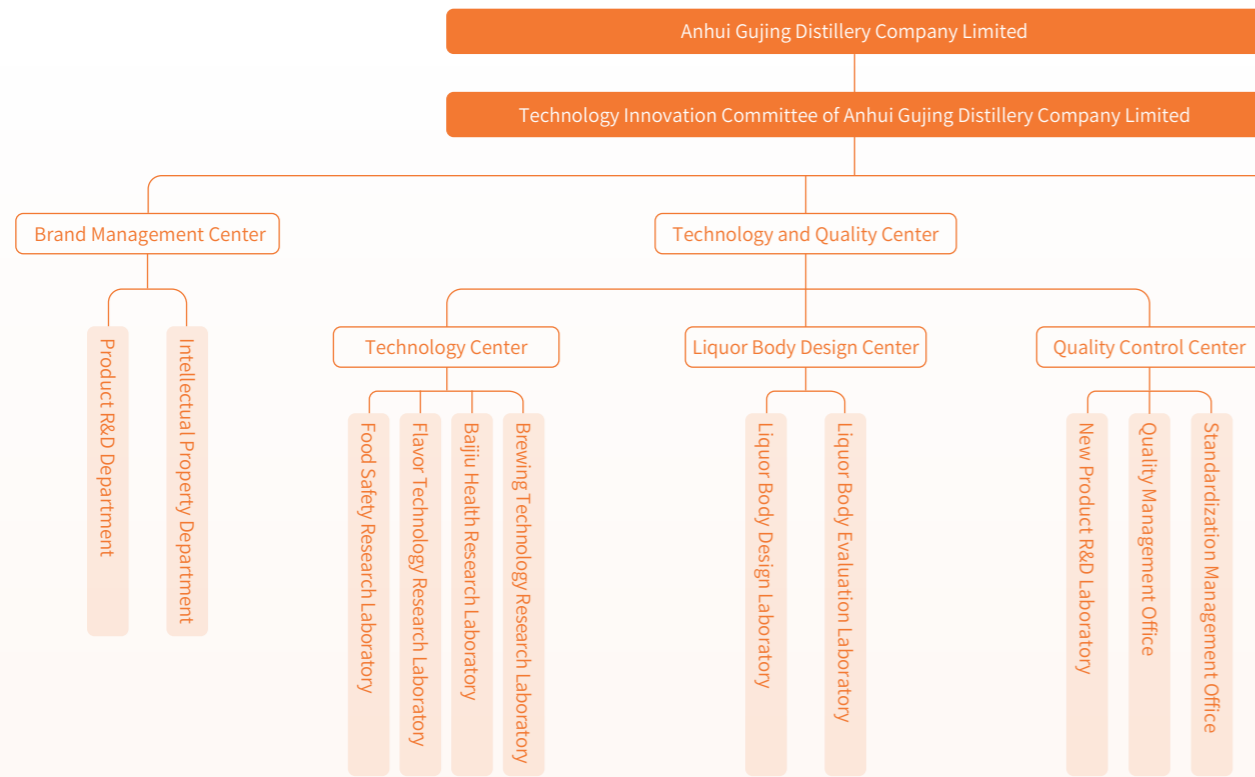 Anhui Gujing Distillery Company Limited
Technology Innovation Committee of Anhui Gujing Distillery Company Limited
Brand Management Center
Technology and Quality Center
Technology Center
Liquor Body Design Center
Quality Control Center
Product R&D Department
Intellectual Property Department
Food Safety Research Laboratory
Flavor Technology Research Laboratory
Baijiu Health Research Laboratory
Brewing Technology Research Laboratory
Liquor Body Design Laboratory
Liquor Body Evaluation Laboratory
New Product R&D Laboratory
Quality Management Office
Standardization Management Office